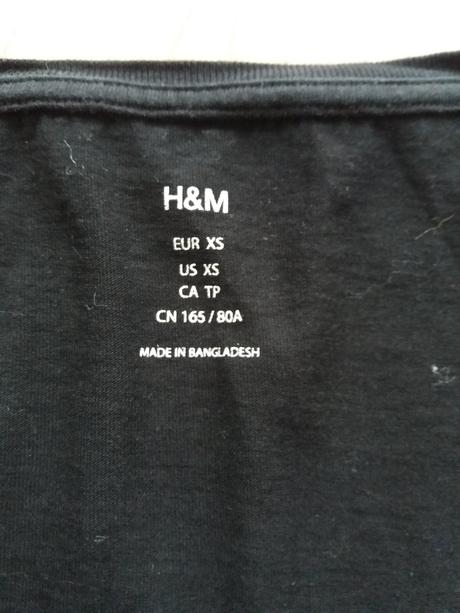 H&M
EUR XS
US XS
CA TP
CN 165 / 80A
MADE IN BANGLADESH